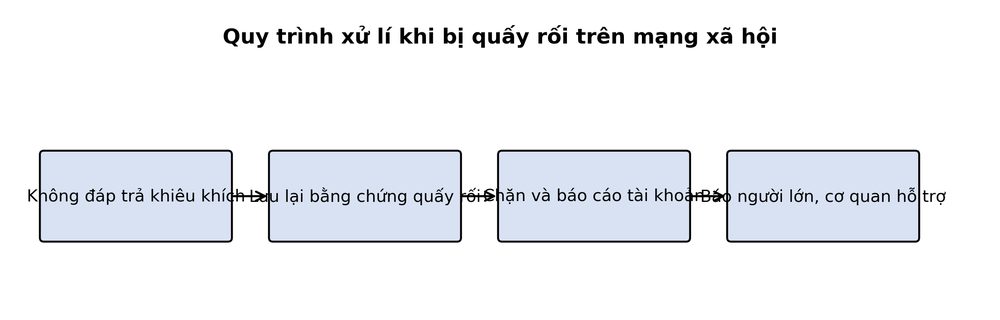 Quy trình xử lí khi bị quấy rối trên mạng xã hội
Không đáp trả khiêu khích
Lưu lại bằng chứng quấy rối
Chặn và báo cáo tài khoản
Báo người lớn, cơ quan hỗ trợ